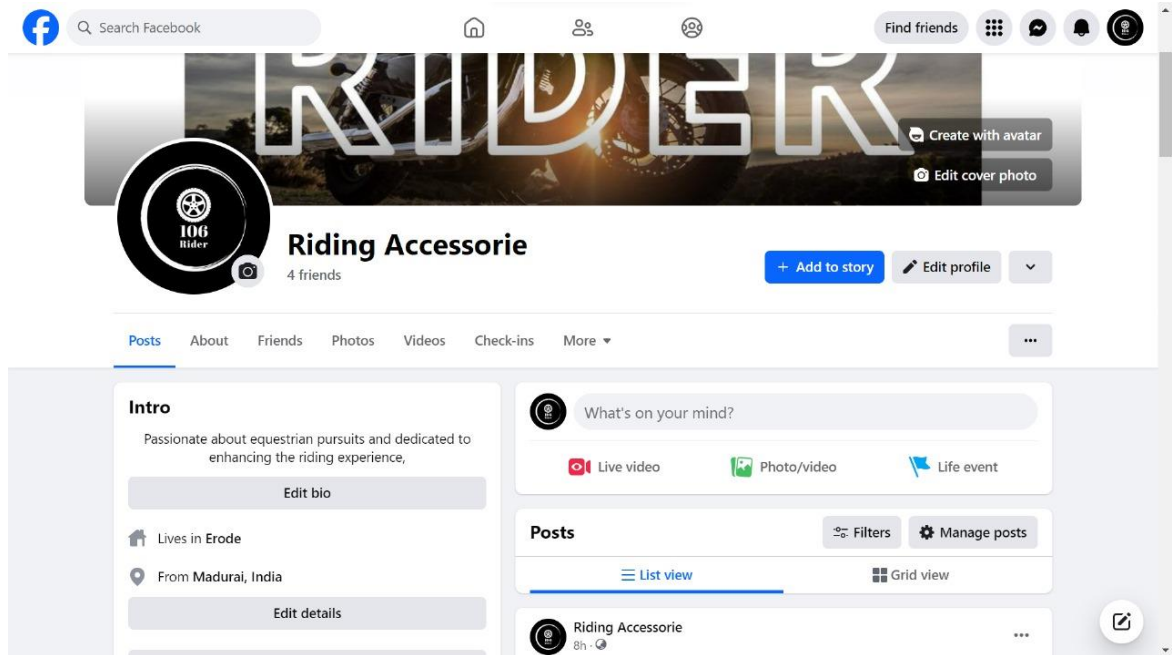 Search Facebook
Find friends
RIDER
Create with avatar
Edit cover photo
106
Rider
Riding Accessorie
4 friends
+ Add to story
Edit profile
Posts About Friends Photos Videos Check-ins More
Intro
Passionate about equestrian pursuits and dedicated to
enhancing the riding experience,
Edit bio
Lives in Erode
From Madurai, India
Edit details
What's on your mind?
Live video Photo/video Life event
Posts
Filters Manage posts
List view Grid view
Riding Accessorie
8h ·